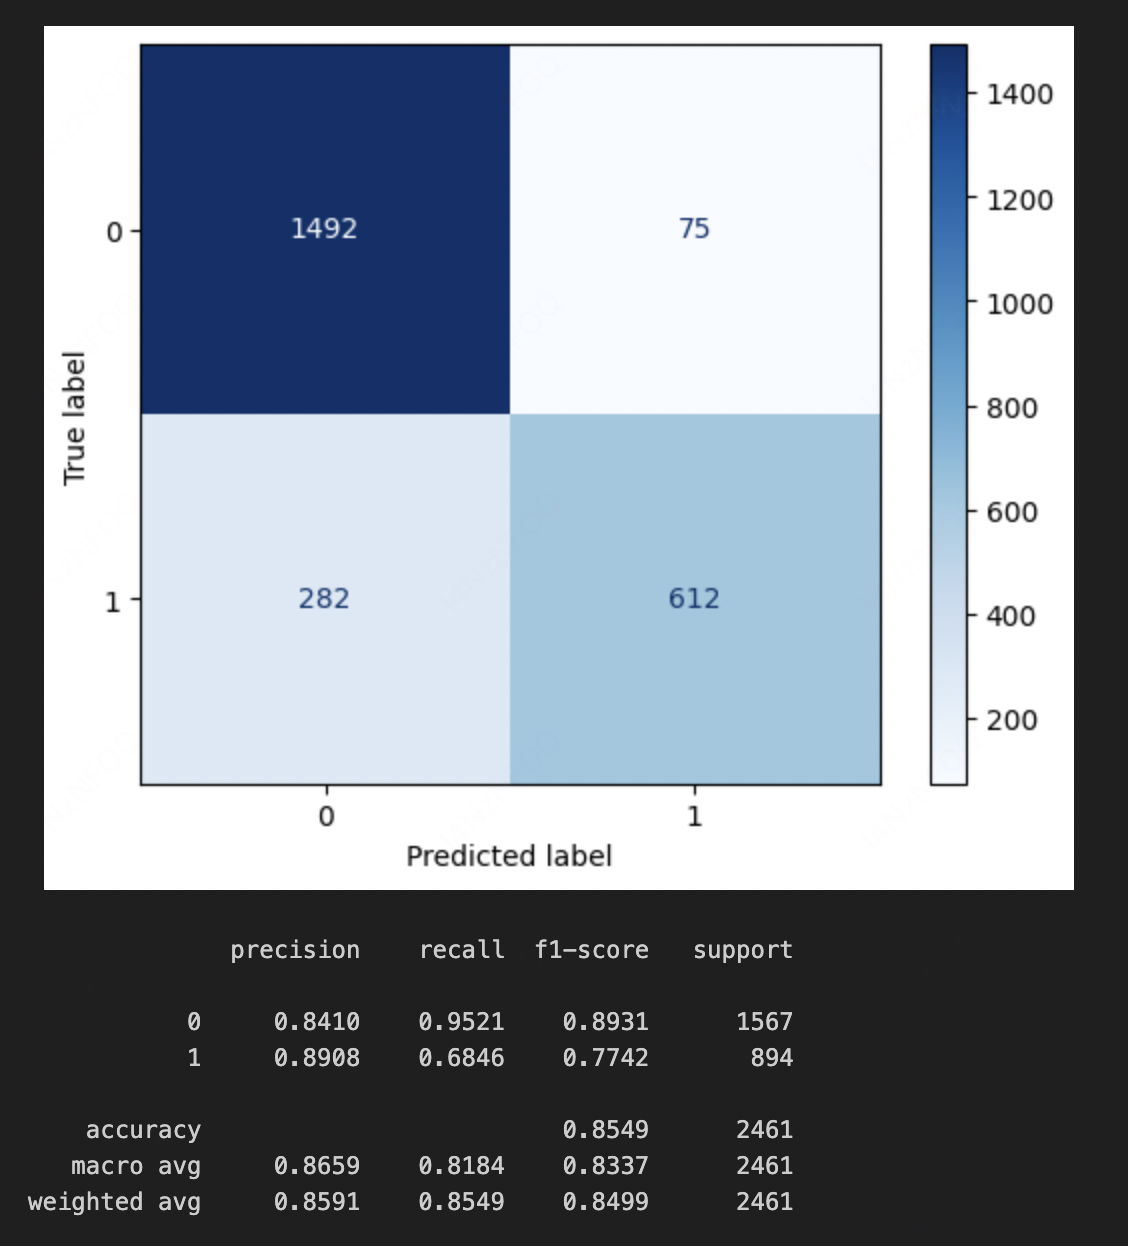 1400
1200
1000
800
600
400
200
0
1492
75
True label
1
282
612
0 1
Predicted label
precision recall f1-score support
0 0.8410 0.9521 0.8931 1567
1 0.8908 0.6846 0.7742 894
accuracy 0.8549 2461
macro avg 0.8659 0.8184 0.8337 2461
weighted avg 0.8591 0.8549 0.8499 2461